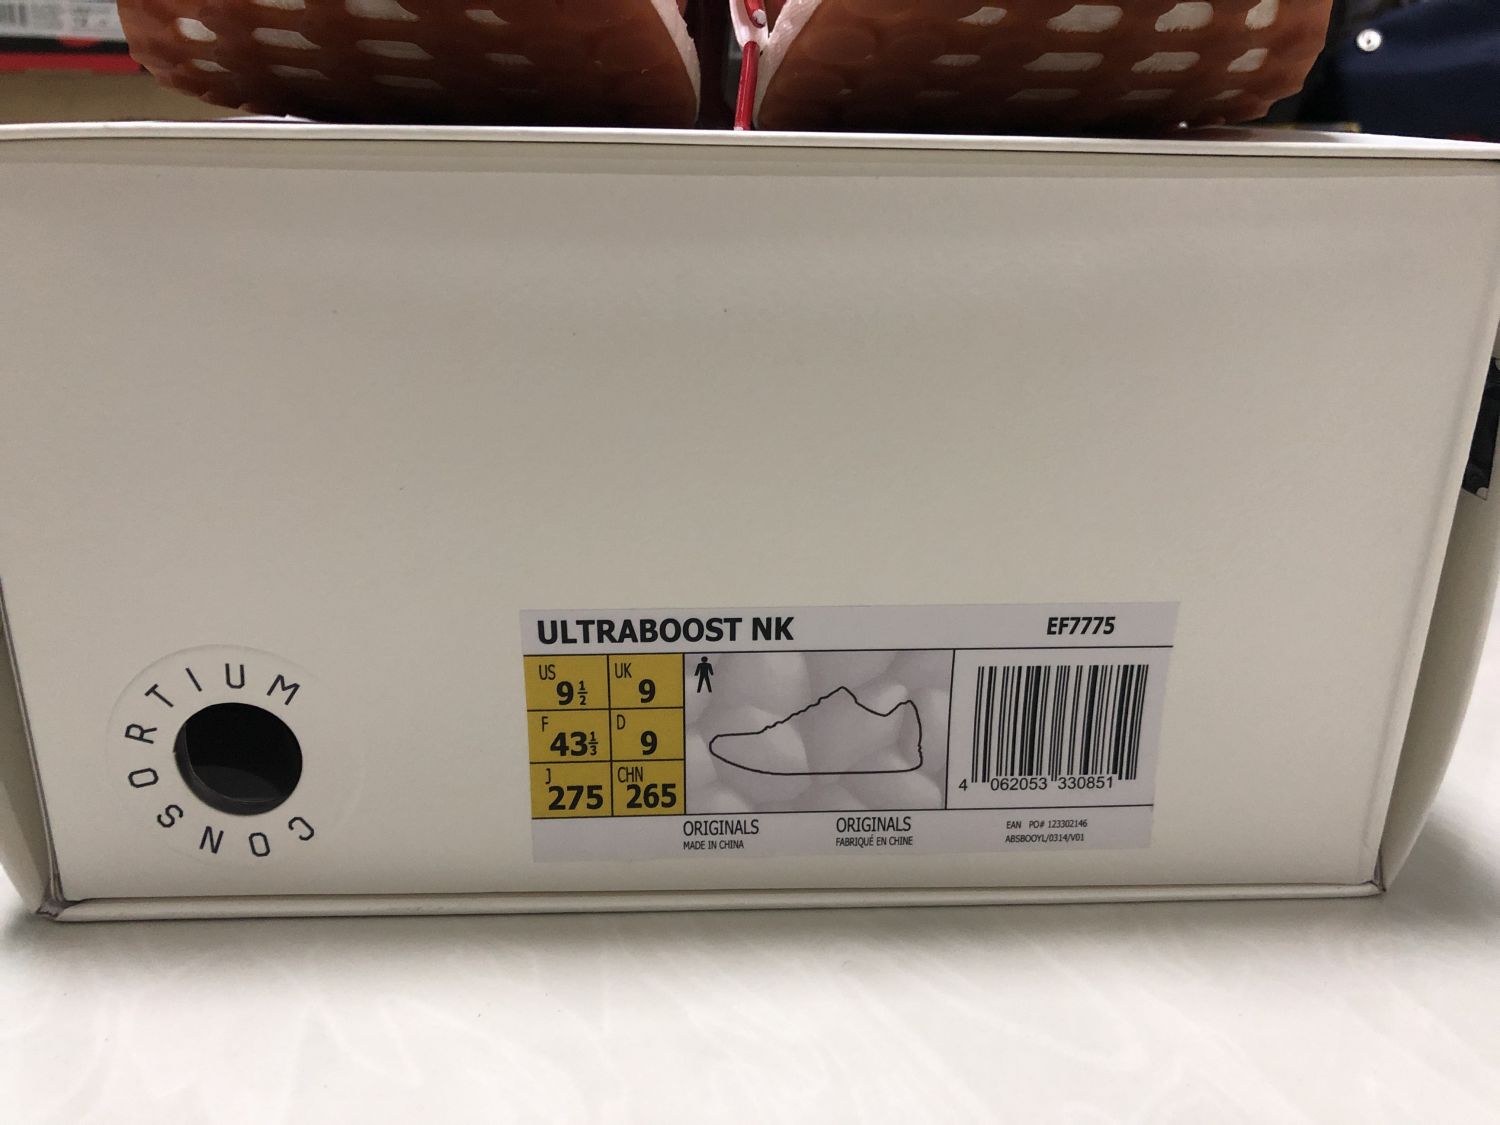 ULTRABOOST NK EF7775
US 9½ UK 9
F 43⅓ D 9
J 275 CHN 265
4 062053 330851
ORIGINALS ORIGINALS
MADE IN CHINA FABRIQUÉ EN CHINE
EAN PO# 123302146
ABSBOOYL/0314/V01
CONSORTIUM